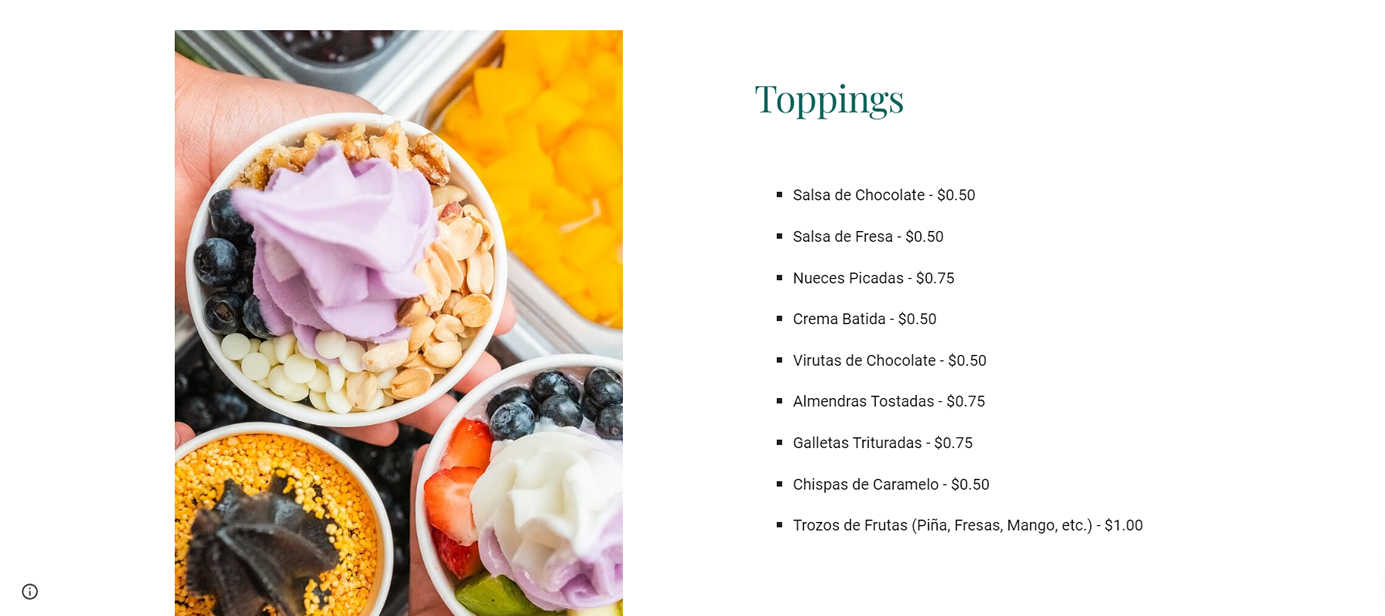 Toppings
Salsa de Chocolate - $0.50
Salsa de Fresa - $0.50
Nueces Picadas - $0.75
Crema Batida - $0.50
Virutas de Chocolate - $0.50
Almendras Tostadas - $0.75
Galletas Trituradas - $0.75
Chispas de Caramelo - $0.50
Trozos de Frutas (Piña, Fresas, Mango, etc.) - $1.00